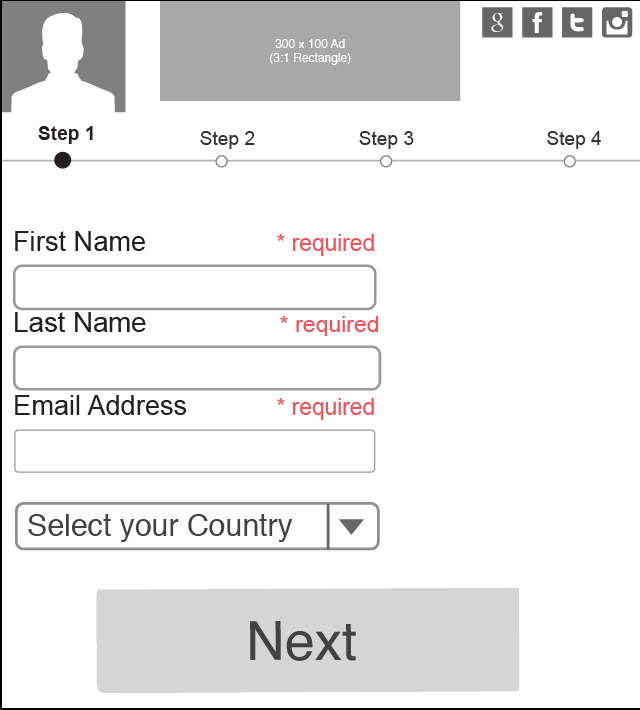 300 x 100 Ad
(3:1 Rectangle)
Step 1
Step 2
Step 3
Step 4
First Name
* required
Last Name
* required
Email Address
* required
Select your Country
Next